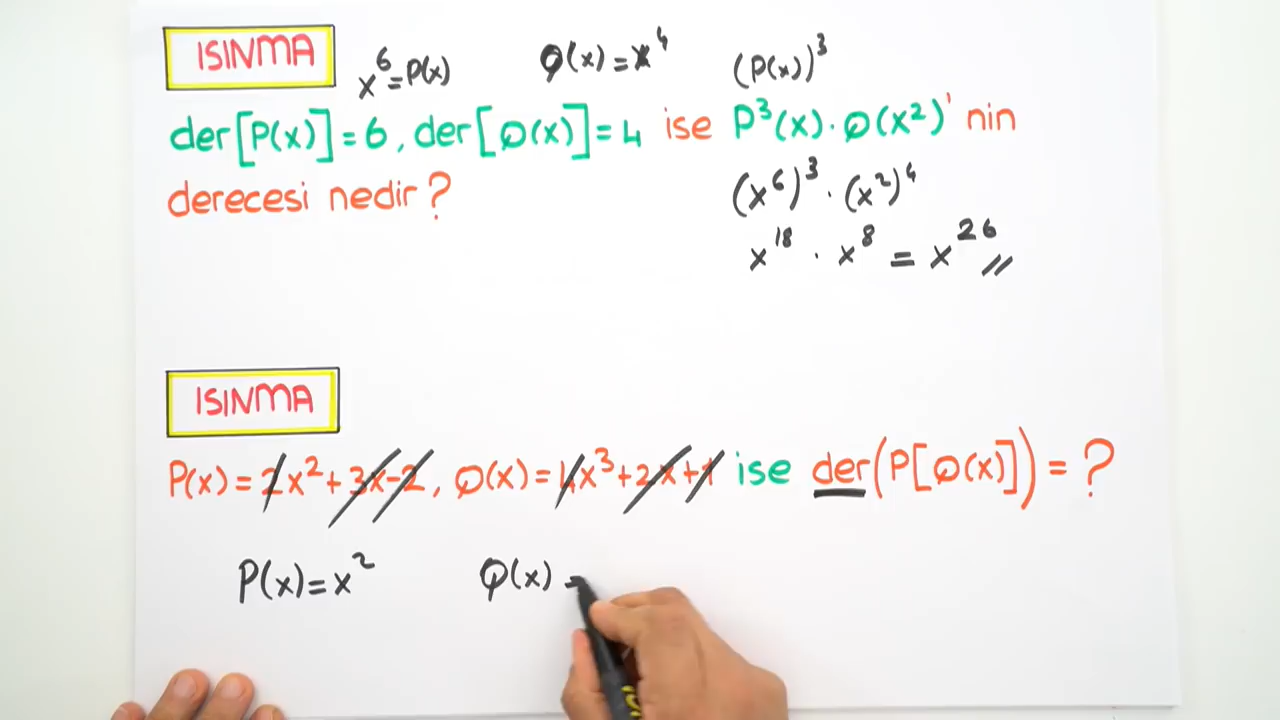 ISINMA
x⁶ = P(x)   Q(x) = x⁴   (P(x))³
der[P(x)] = 6, der[Q(x)] = 4 ise P³(x)·Q(x²)' nin
derecesi nedir?
(x⁶)³ · (x²)⁴
x¹⁸ · x⁸ = x²⁶ //
ISINMA
P(x) = 2x² + 3x - 2, Q(x) = 4x³ + 2x + 1 ise der(P[Q(x)]) = ?
P(x) = x²   Q(x) =